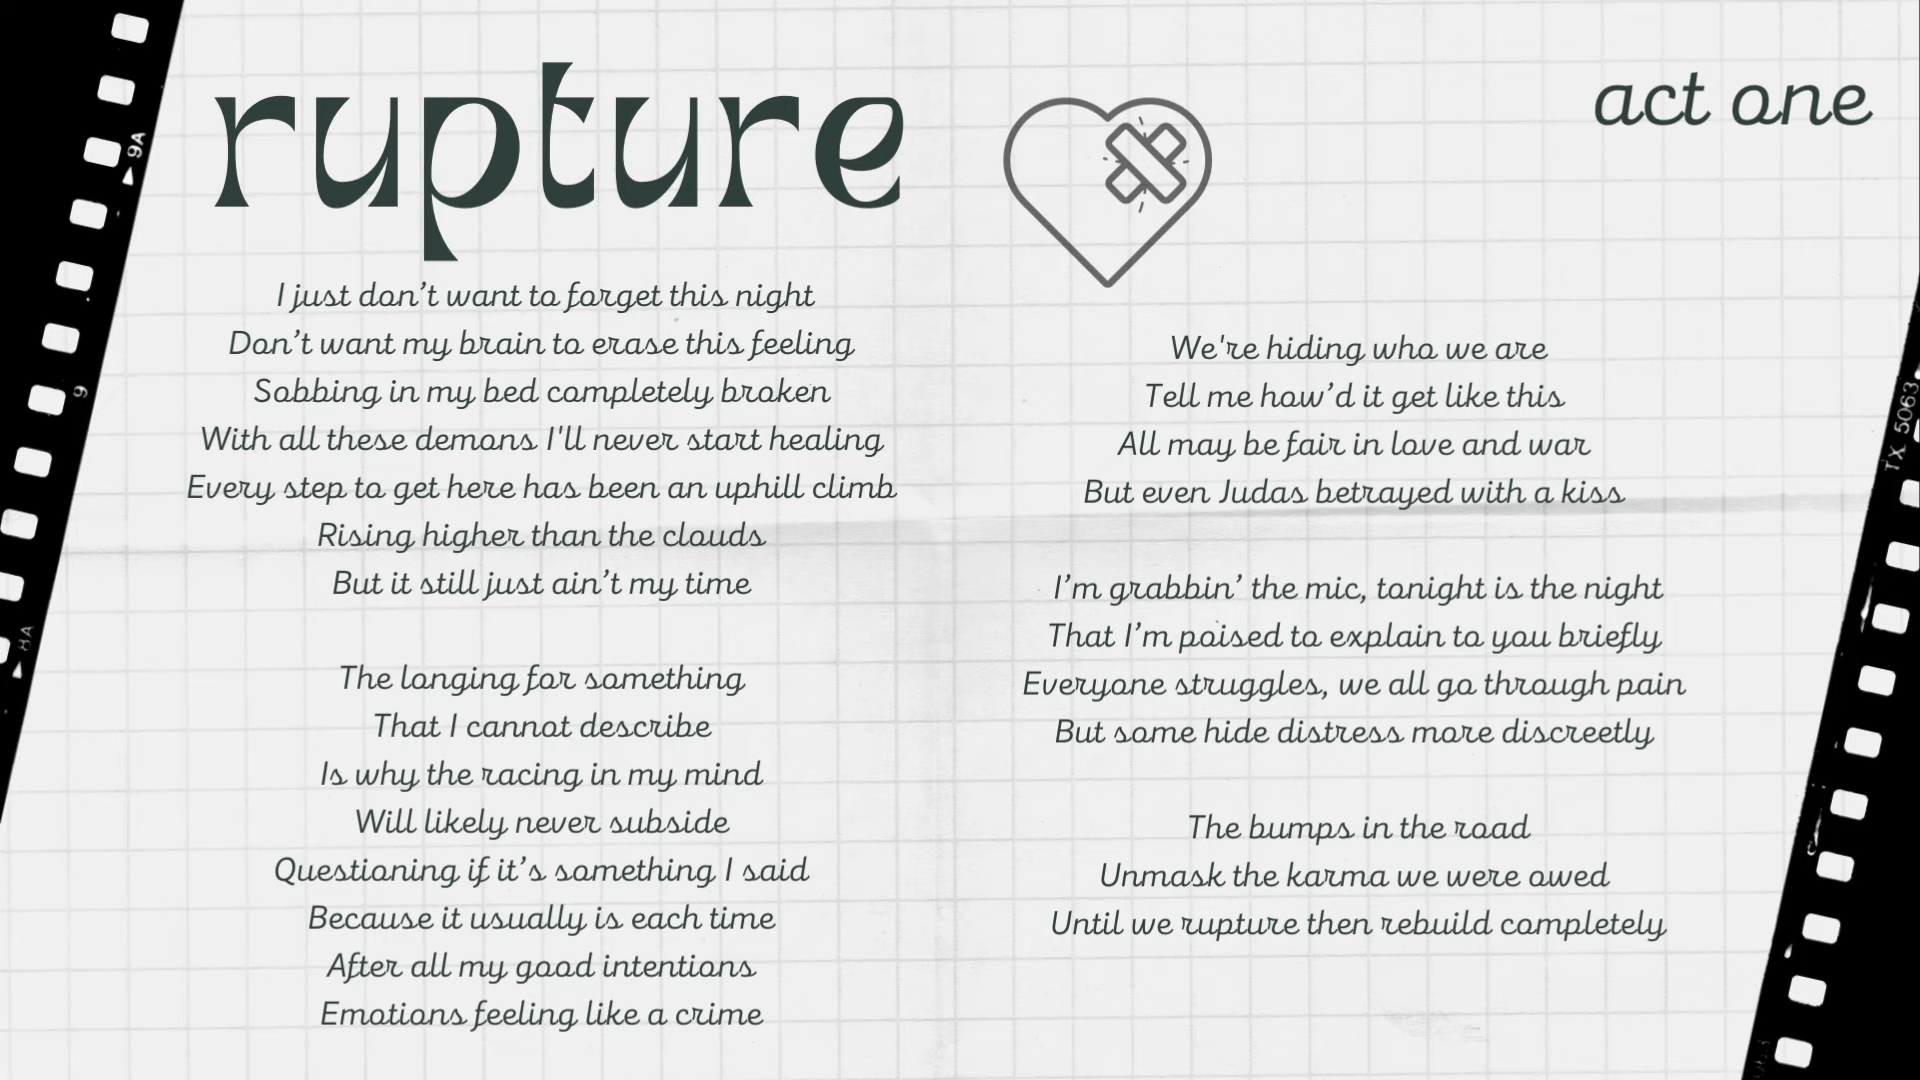 rupture
act one
I just don’t want to forget this night
Don’t want my brain to erase this feeling
Sobbing in my bed completely broken
With all these demons I'll never start healing
Every step to get here has been an uphill climb
Rising higher than the clouds
But it still just ain’t my time
The longing for something
That I cannot describe
Is why the racing in my mind
Will likely never subside
Questioning if it’s something I said
Because it usually is each time
After all my good intentions
Emotions feeling like a crime
We're hiding who we are
Tell me how’d it get like this
All may be fair in love and war
But even Judas betrayed with a kiss
I’m grabbin’ the mic, tonight is the night
That I’m poised to explain to you briefly
Everyone struggles, we all go through pain
But some hide distress more discreetly
The bumps in the road
Unmask the karma we were owed
Until we rupture then rebuild completely
9A
9
8A
TX 5063